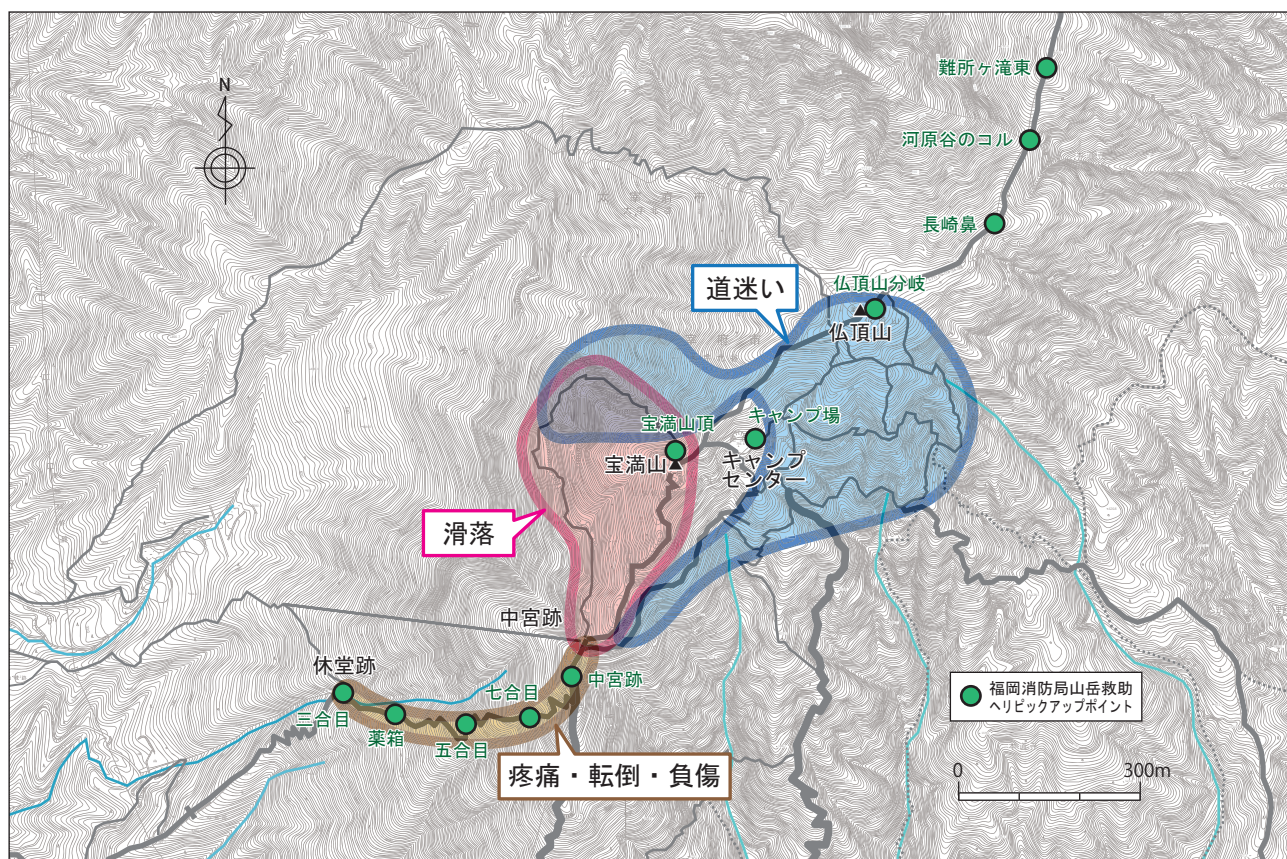 N
難所ヶ滝東
河原谷のコル
長崎鼻
道迷い
仏頂山分岐
仏頂山
宝満山頂
キャンプ場
宝満山
キャンプ
センター
滑落
中宮跡
休堂跡
七合目
中宮跡
三合目
薬箱
五合目
疼痛・転倒・負傷
福岡消防局山岳救助
ヘリピックアップポイント
0
300m